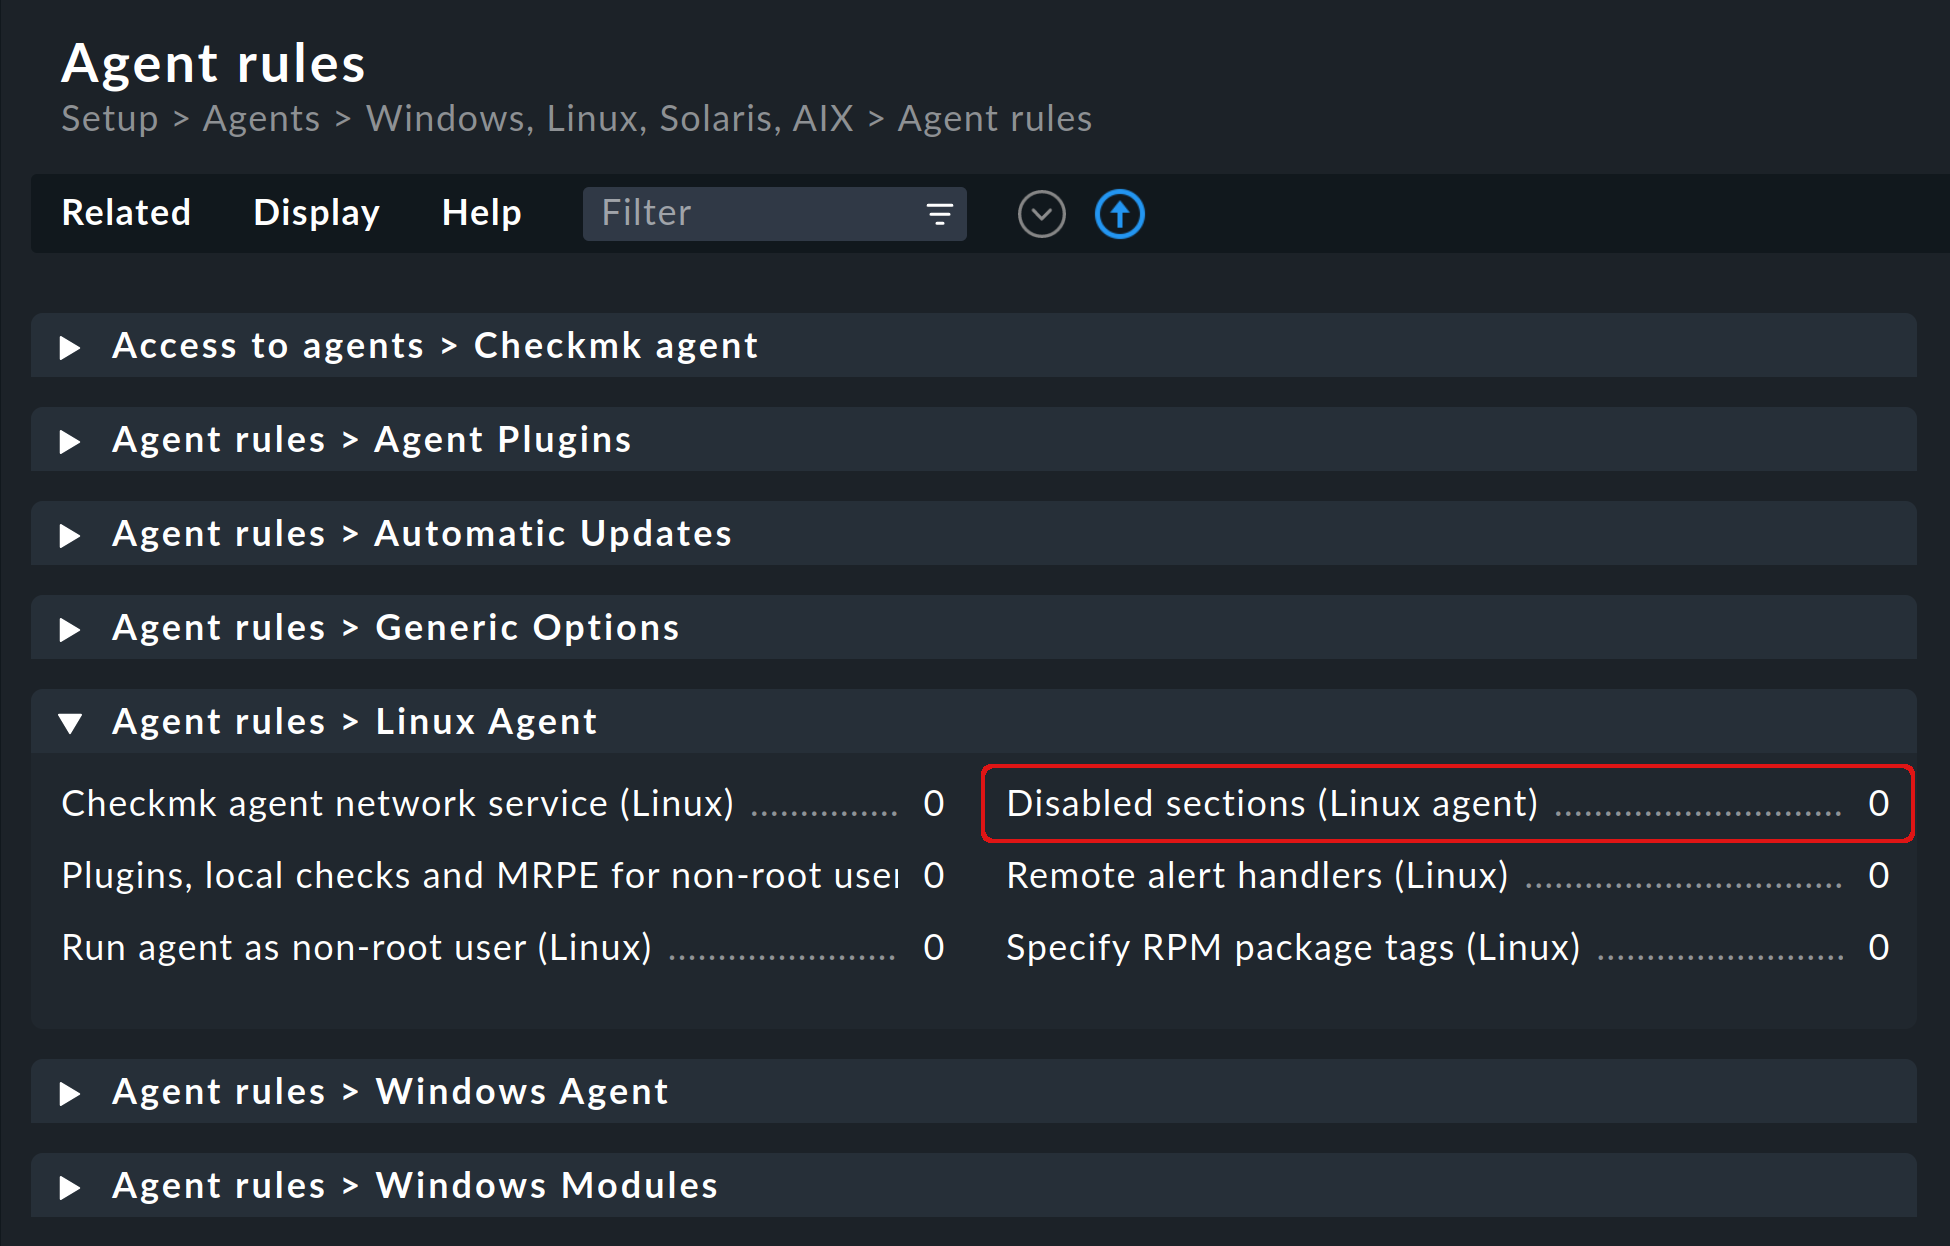 Agent rules
Setup > Agents > Windows, Linux, Solaris, AIX > Agent rules
Related Display Help Filter
Access to agents > Checkmk agent
Agent rules > Agent Plugins
Agent rules > Automatic Updates
Agent rules > Generic Options
Agent rules > Linux Agent
Checkmk agent network service (Linux) ............... 0 Disabled sections (Linux agent) ............................. 0
Plugins, local checks and MRPE for non-root user 0 Remote alert handlers (Linux) ................................ 0
Run agent as non-root user (Linux) ....................... 0 Specify RPM package tags (Linux) ......................... 0
Agent rules > Windows Agent
Agent rules > Windows Modules